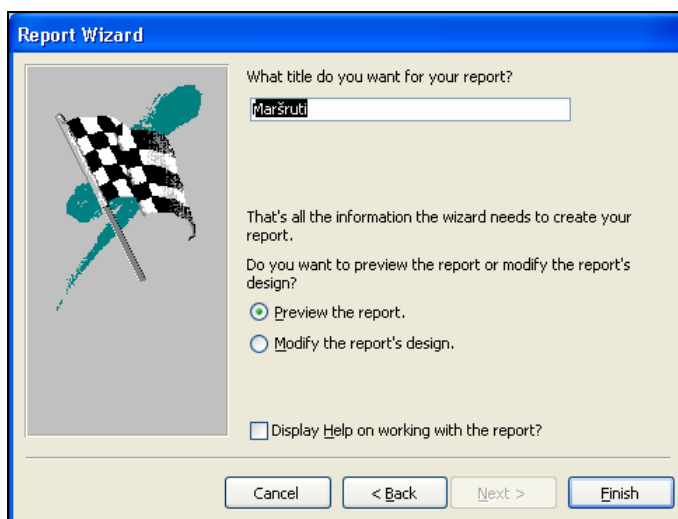 Report Wizard
What title do you want for your report?
Maršruti
That's all the information the wizard needs to create your
report.
Do you want to preview the report or modify the report's
design?
Preview the report.
Modify the report's design.
Display Help on working with the report?
Cancel
< Back
Next >
Finish